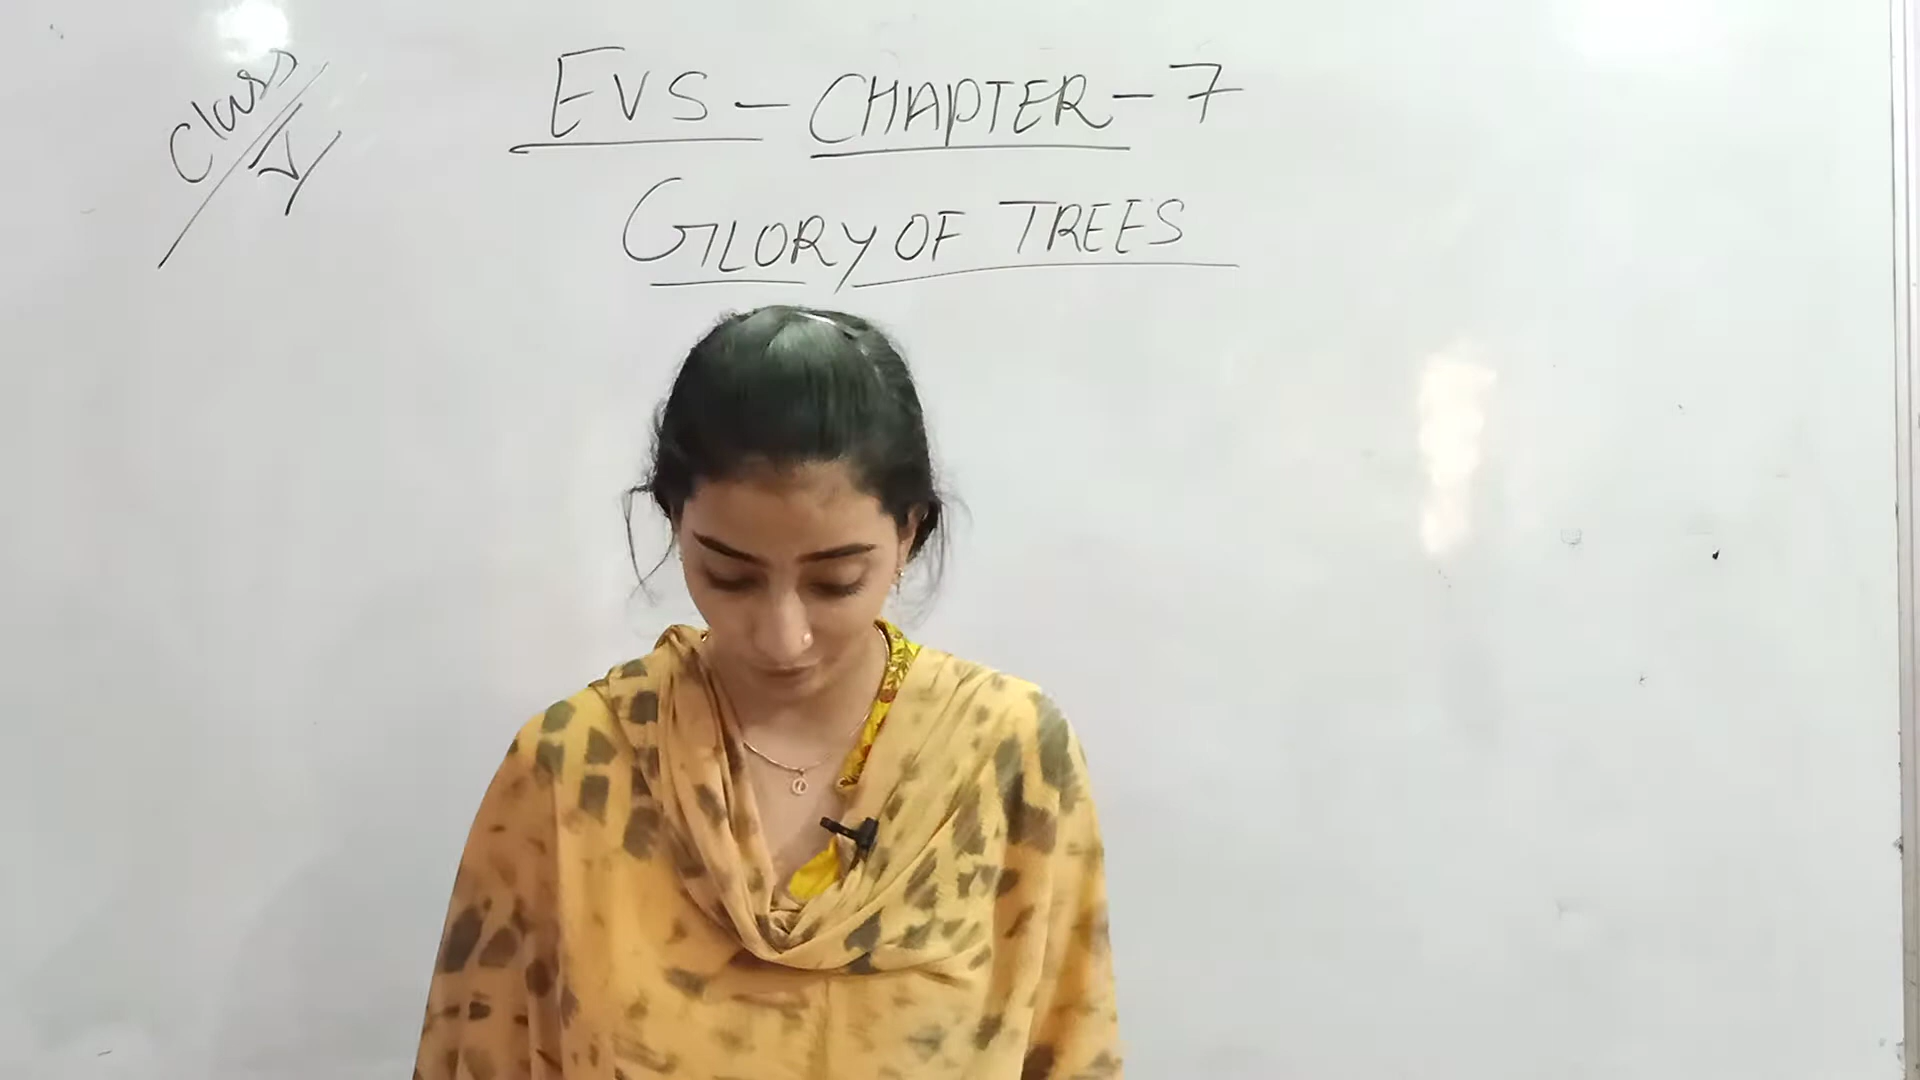 Class
V
EVS - CHAPTER - 7
GLORY OF TREES